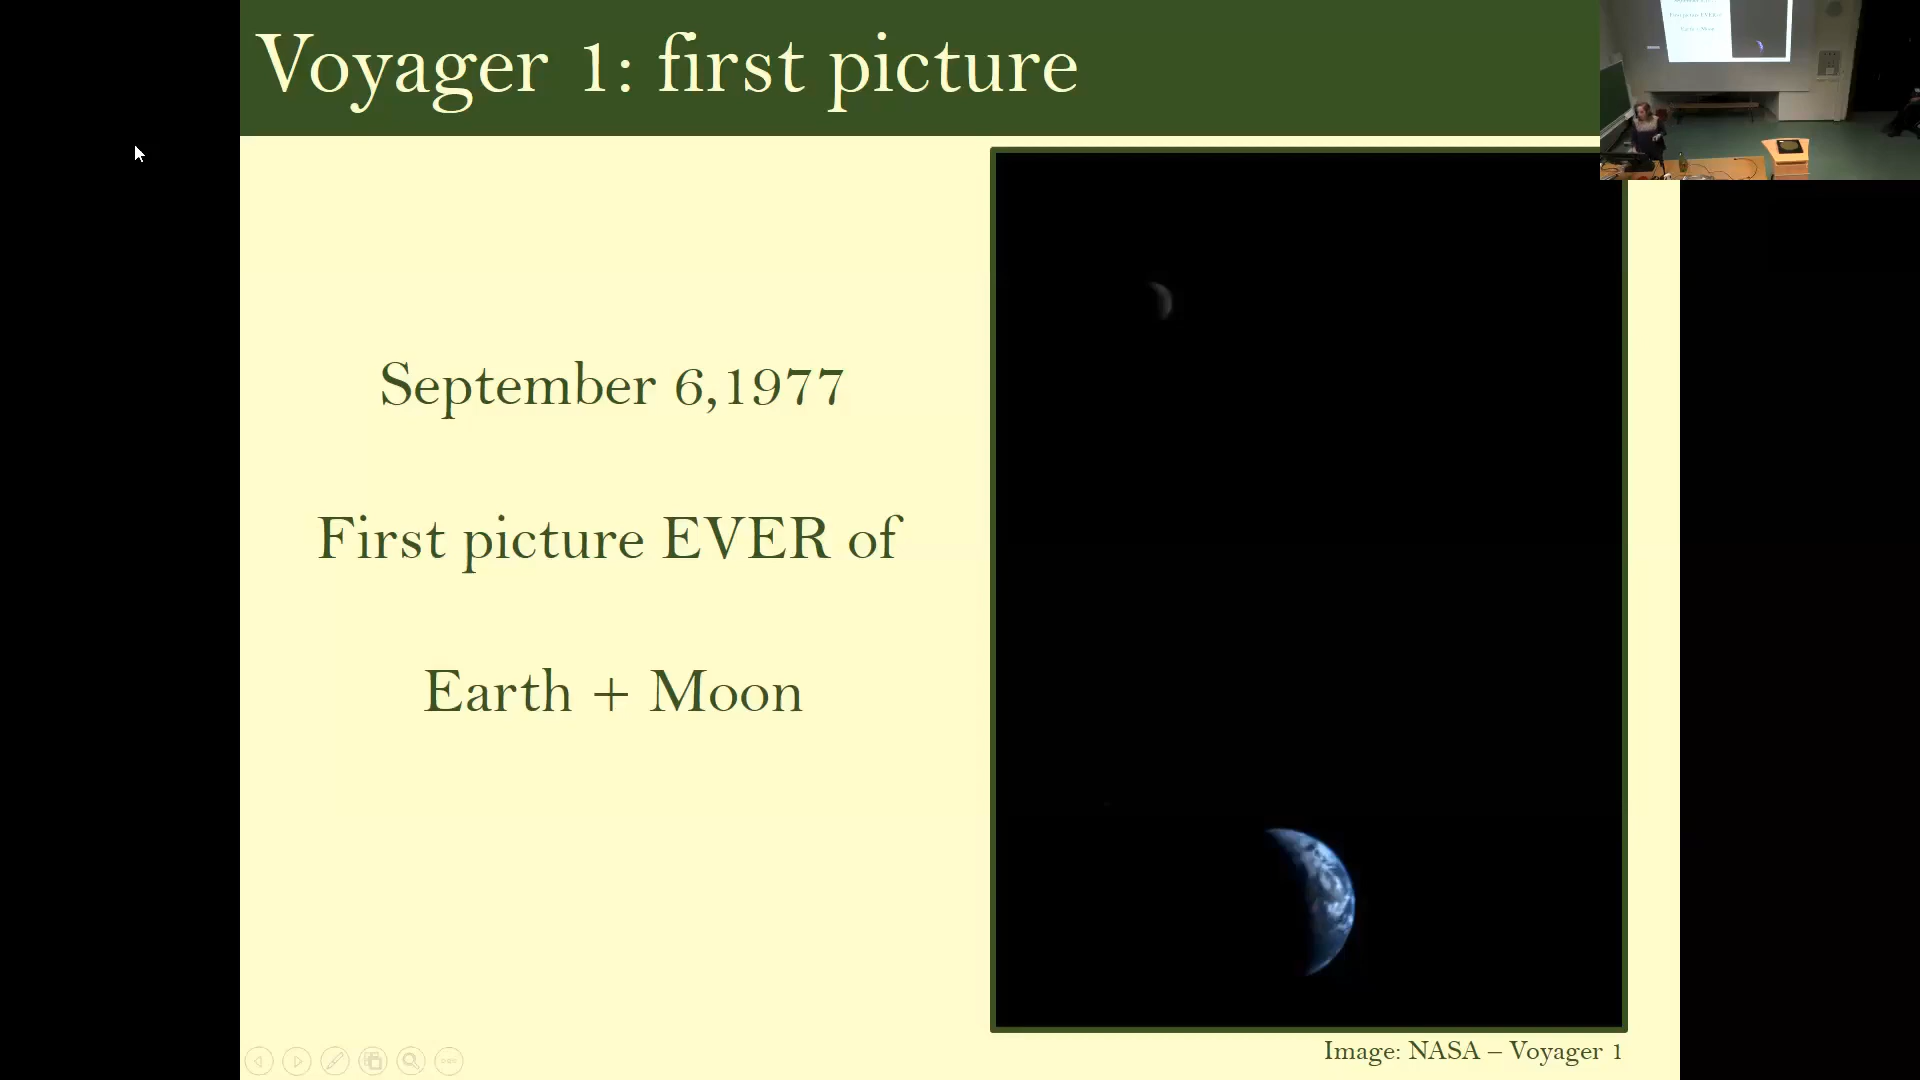 Voyager 1: first picture
September 6,1977
First picture EVER of
Earth + Moon
Image: NASA – Voyager 1